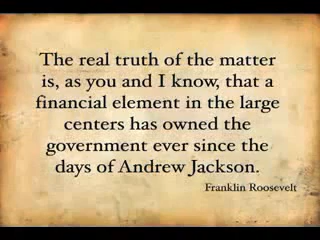 The real truth of the matter
is, as you and I know, that a
financial element in the large
centers has owned the
government ever since the
days of Andrew Jackson.
Franklin Roosevelt